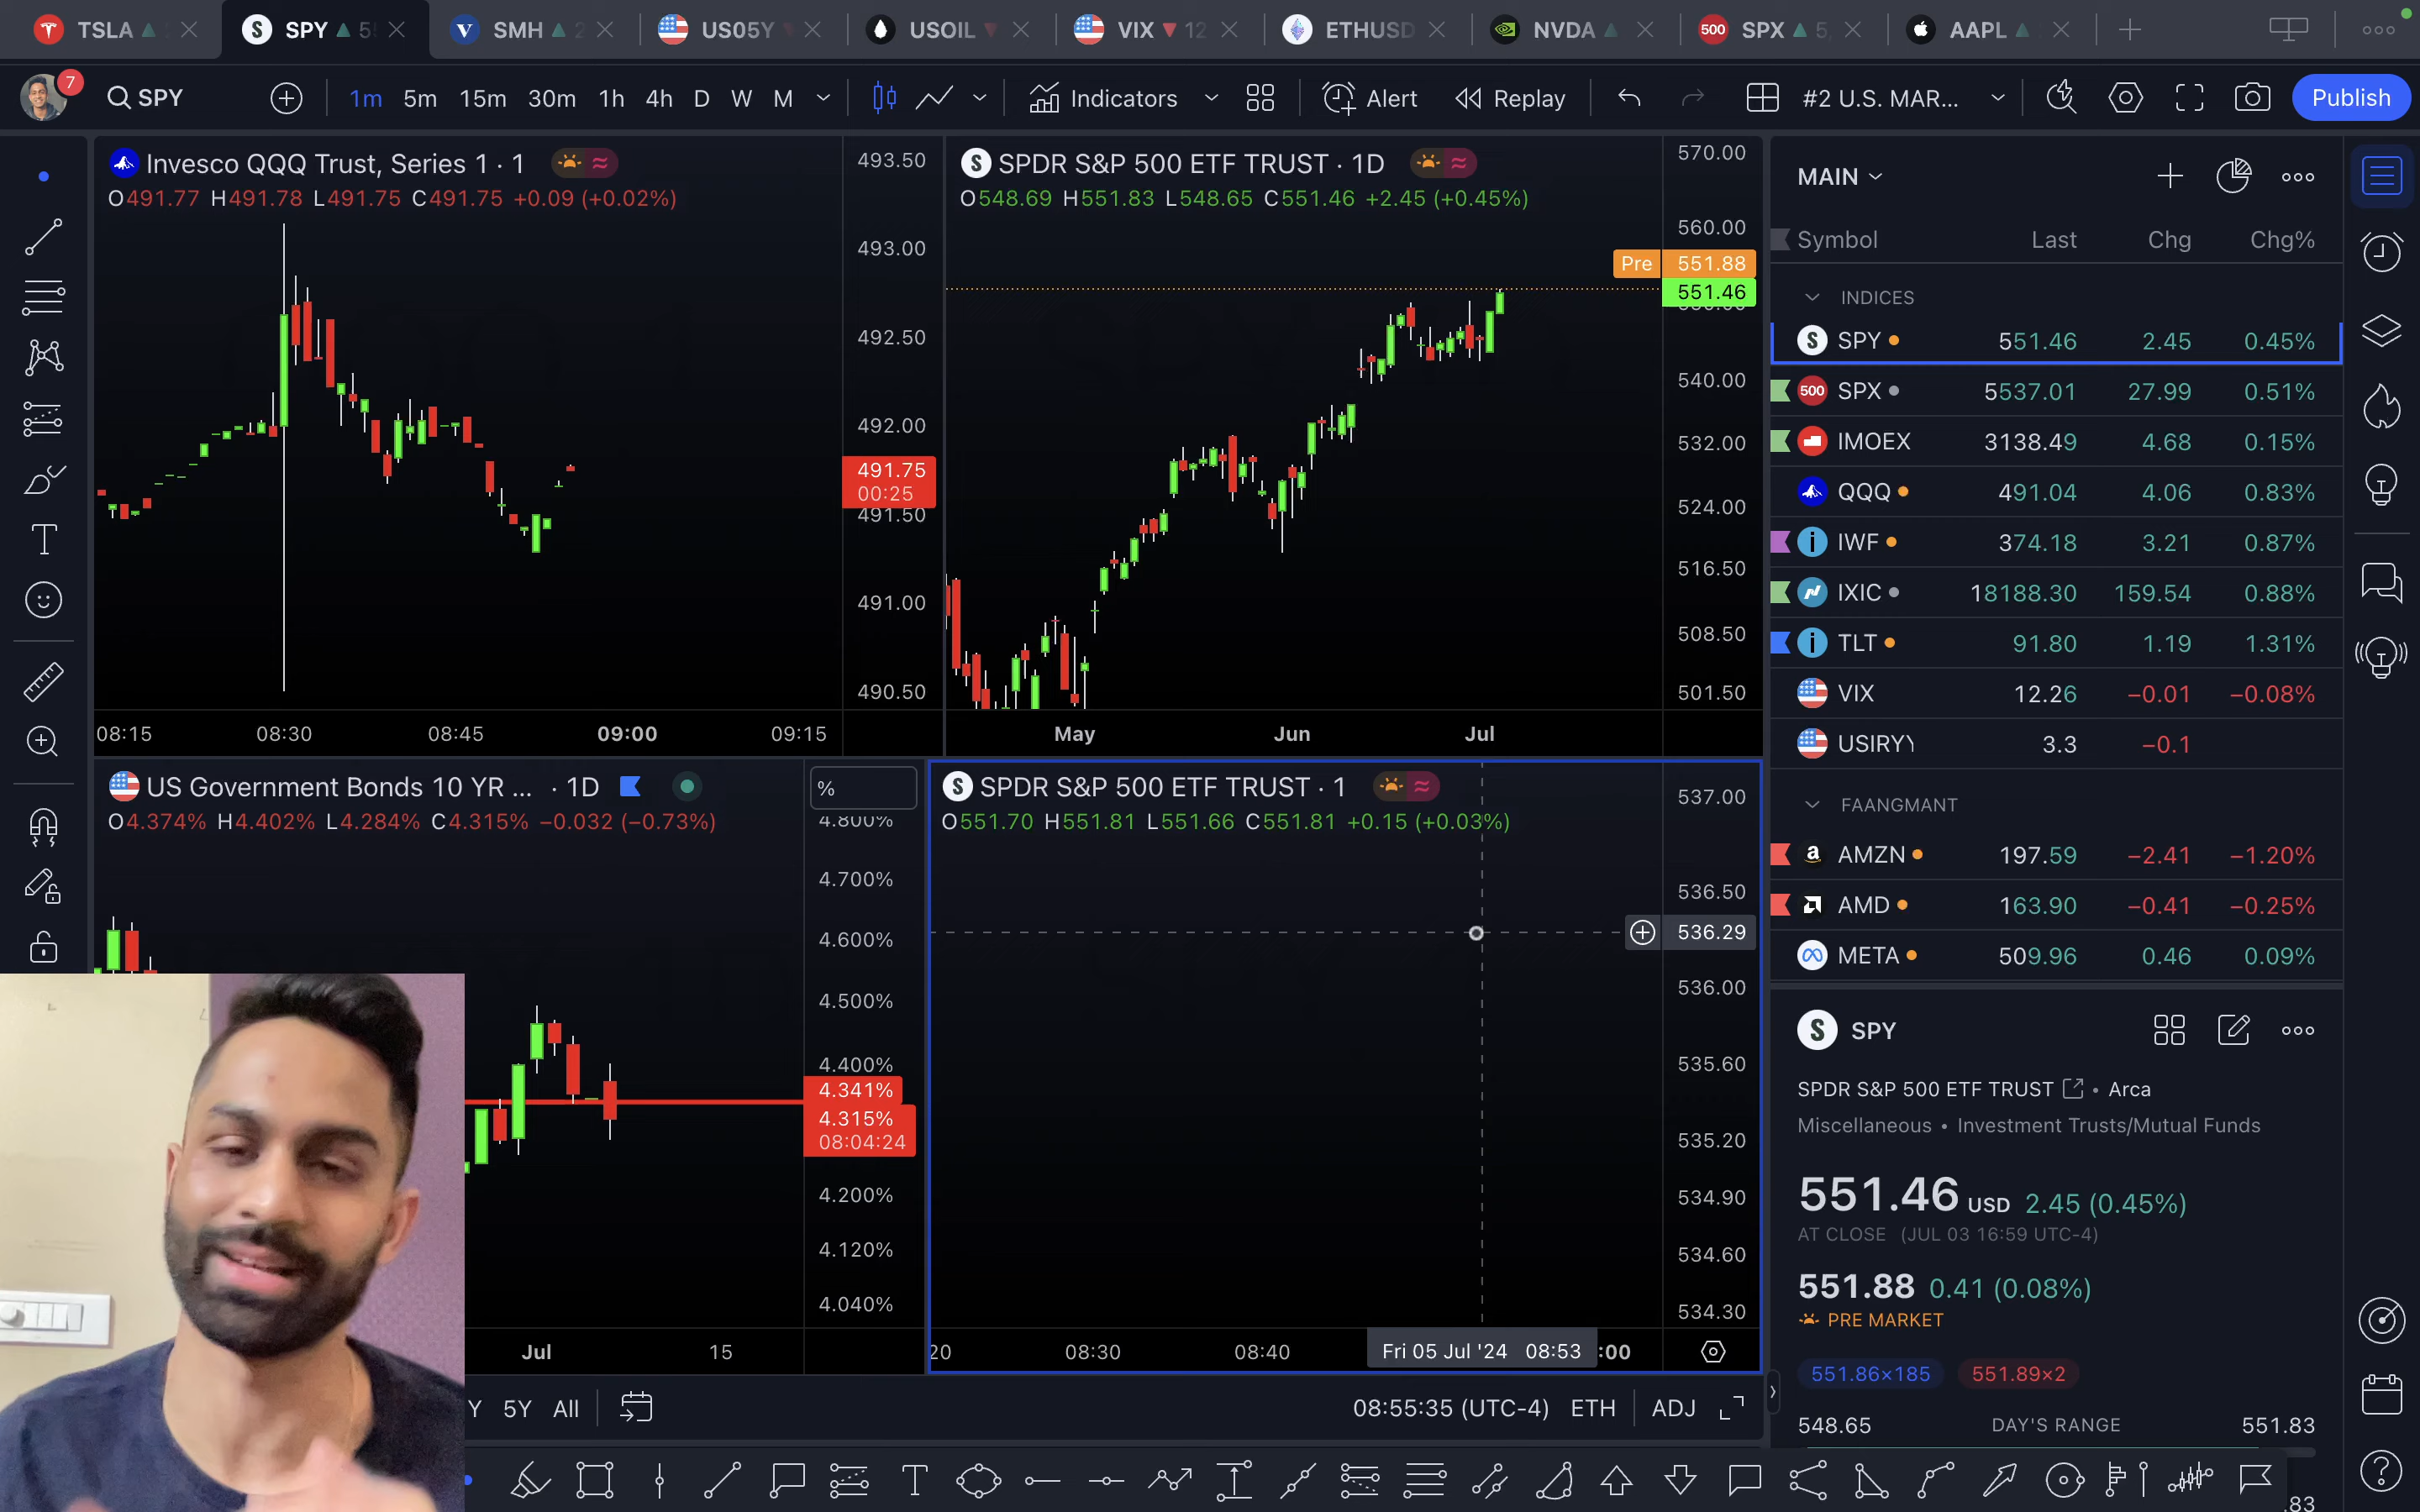 TSLA
SPY 5
SMH 2
US05Y
USOIL
VIX 12
ETHUSD
NVDA
500 SPX 5,
AAPL
7
SPY
1m 5m 15m 30m 1h 4h D W M
Indicators
Alert
Replay
#2 U.S. MAR...
Publish
Invesco QQQ Trust, Series 1 · 1
O491.77 H491.78 L491.75 C491.75 +0.09 (+0.02%)
493.50
493.00
492.50
492.00
491.75
00:25
491.50
491.00
490.50
08:15 08:30 08:45 09:00 09:15
SPDR S&P 500 ETF TRUST · 1D
O548.69 H551.83 L548.65 C551.46 +2.45 (+0.45%)
570.00
560.00
Pre 551.88
551.46
540.00
532.00
524.00
516.50
508.50
501.50
May Jun Jul
US Government Bonds 10 YR ... · 1D
O4.374% H4.402% L4.284% C4.315% −0.032 (−0.73%)
%
4.800%
4.700%
4.600%
4.500%
4.400%
4.341%
4.315%
08:04:24
4.200%
4.120%
4.040%
Jul 15
SPDR S&P 500 ETF TRUST · 1
O551.70 H551.81 L551.66 C551.81 +0.15 (+0.03%)
537.00
536.50
536.29
536.00
535.60
535.20
534.90
534.60
534.30
20 08:30 08:40 Fri 05 Jul '24 08:53 :00
Y 5Y All
08:55:35 (UTC-4) ETH ADJ
MAIN
Symbol Last Chg Chg%
INDICES
SPY 551.46 2.45 0.45%
500 SPX 5537.01 27.99 0.51%
IMOEX 3138.49 4.68 0.15%
QQQ 491.04 4.06 0.83%
IWF 374.18 3.21 0.87%
IXIC 18188.30 159.54 0.88%
TLT 91.80 1.19 1.31%
VIX 12.26 −0.01 −0.08%
USIRYY 3.3 −0.1
FAANGMANT
AMZN 197.59 −2.41 −1.20%
AMD 163.90 −0.41 −0.25%
META 509.96 0.46 0.09%
SPY
SPDR S&P 500 ETF TRUST • Arca
Miscellaneous • Investment Trusts/Mutual Funds
551.46 USD 2.45 (0.45%)
AT CLOSE (JUL 03 16:59 UTC-4)
551.88 0.41 (0.08%)
PRE MARKET
551.86×185 551.89×2
548.65 DAY'S RANGE 551.83
.83